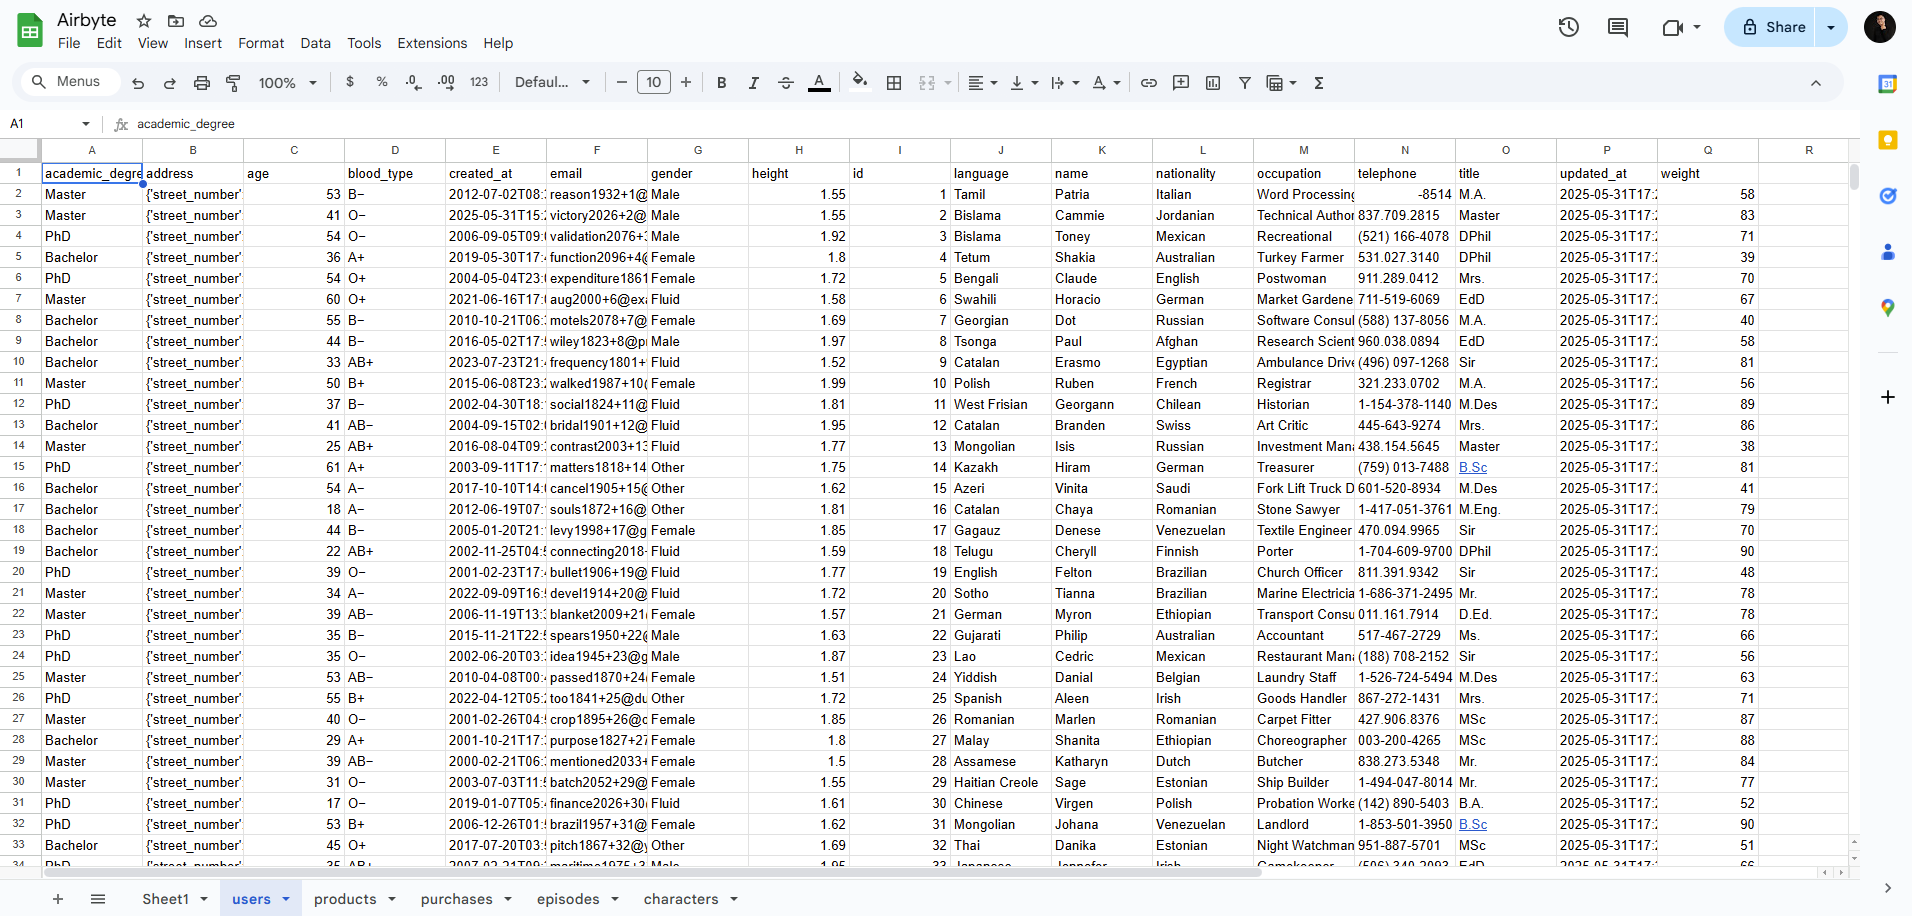 Airbyte
File Edit View Insert Format Data Tools Extensions Help
Share
Menus 100% $ % .0 .00 123 Defaul... − 10 + B I A Σ
31
A1 fx academic_degree
A B C D E F G H I J K L M N O P Q R
1 academic_degre address age blood_type created_at email gender height id language name nationality occupation telephone title updated_at weight
2 Master {'street_number': 53 B− 2012-07-02T08: reason1932+1@ Male 1.55 1 Tamil Patria Italian Word Processing -8514 M.A. 2025-05-31T17: 58
3 Master {'street_number': 41 O− 2025-05-31T15: victory2026+2@ Male 1.55 2 Bislama Cammie Jordanian Technical Author 837.709.2815 Master 2025-05-31T17: 83
4 PhD {'street_number': 54 O− 2006-09-05T09: validation2076+ Male 1.92 3 Bislama Toney Mexican Recreational (521) 166-4078 DPhil 2025-05-31T17: 71
5 Bachelor {'street_number': 36 A+ 2019-05-30T17: function2096+4@ Female 1.8 4 Tetum Shakia Australian Turkey Farmer 531.027.3140 DPhil 2025-05-31T17: 39
6 PhD {'street_number': 54 O+ 2004-05-04T23: expenditure1861 Female 1.72 5 Bengali Claude English Postwoman 911.289.0412 Mrs. 2025-05-31T17: 70
7 Master {'street_number': 60 O+ 2021-06-16T17: aug2000+6@ex Fluid 1.58 6 Swahili Horacio German Market Gardene 711-519-6069 EdD 2025-05-31T17: 67
8 Bachelor {'street_number': 55 B− 2010-10-21T06: motels2078+7@ Female 1.69 7 Georgian Dot Russian Software Consul (588) 137-8056 M.A. 2025-05-31T17: 40
9 Bachelor {'street_number': 44 B− 2016-05-02T17: wiley1823+8@p Male 1.97 8 Tsonga Paul Afghan Research Scient 960.038.0894 EdD 2025-05-31T17: 58
10 Bachelor {'street_number': 33 AB+ 2023-07-23T21: frequency1801+ Fluid 1.52 9 Catalan Erasmo Egyptian Ambulance Drive (496) 097-1268 Sir 2025-05-31T17: 81
11 Master {'street_number': 50 B+ 2015-06-08T23: walked1987+10 Female 1.99 10 Polish Ruben French Registrar 321.233.0702 M.A. 2025-05-31T17: 56
12 PhD {'street_number': 37 B− 2002-04-30T18: social1824+11@ Fluid 1.81 11 West Frisian Georgann Chilean Historian 1-154-378-1140 M.Des 2025-05-31T17: 89
13 Bachelor {'street_number': 41 AB− 2004-09-15T02: bridal1901+12@ Fluid 1.95 12 Catalan Branden Swiss Art Critic 445-643-9274 Mrs. 2025-05-31T17: 86
14 Master {'street_number': 25 AB+ 2016-08-04T09: contrast2003+13 Fluid 1.77 13 Mongolian Isis Russian Investment Man 438.154.5645 Master 2025-05-31T17: 38
15 PhD {'street_number': 61 A+ 2003-09-11T17: matters1818+14 Other 1.75 14 Kazakh Hiram German Treasurer (759) 013-7488 B.Sc 2025-05-31T17: 81
16 Bachelor {'street_number': 54 A− 2017-10-10T14: cancel1905+15@ Other 1.62 15 Azeri Vinita Saudi Fork Lift Truck D 601-520-8934 M.Des 2025-05-31T17: 41
17 Bachelor {'street_number': 18 A− 2012-06-19T07: souls1872+16@ Other 1.81 16 Catalan Chaya Romanian Stone Sawyer 1-417-051-3761 M.Eng. 2025-05-31T17: 79
18 Bachelor {'street_number': 44 B− 2005-01-20T21: levy1998+17@g Female 1.85 17 Gagauz Denese Venezuelan Textile Engineer 470.094.9965 Sir 2025-05-31T17: 70
19 Bachelor {'street_number': 22 AB+ 2002-11-25T04: connecting2018 Fluid 1.59 18 Telugu Cheryll Finnish Porter 1-704-609-9700 DPhil 2025-05-31T17: 90
20 PhD {'street_number': 39 O− 2001-02-23T17: bullet1906+19@ Fluid 1.77 19 English Felton Brazilian Church Officer 811.391.9342 Sir 2025-05-31T17: 48
21 Master {'street_number': 34 A− 2022-09-09T16: devel1914+20@ Fluid 1.72 20 Sotho Tianna Brazilian Marine Electricia 1-686-371-2495 Mr. 2025-05-31T17: 78
22 Master {'street_number': 39 AB− 2006-11-19T13: blanket2009+21 Female 1.57 21 German Myron Ethiopian Transport Consu 011.161.7914 D.Ed. 2025-05-31T17: 78
23 PhD {'street_number': 35 B− 2015-11-21T22: spears1950+22@ Male 1.63 22 Gujarati Philip Australian Accountant 517-467-2729 Ms. 2025-05-31T17: 66
24 PhD {'street_number': 35 O− 2002-06-20T03: idea1945+23@g Male 1.87 23 Lao Cedric Mexican Restaurant Man (188) 708-2152 Sir 2025-05-31T17: 56
25 Master {'street_number': 53 AB− 2010-04-08T00: passed1870+24 Female 1.51 24 Yiddish Danial Belgian Laundry Staff 1-526-724-5494 M.Des 2025-05-31T17: 63
26 PhD {'street_number': 55 B+ 2022-04-12T05: too1841+25@du Other 1.72 25 Spanish Aleen Irish Goods Handler 867-272-1431 Mrs. 2025-05-31T17: 71
27 Master {'street_number': 40 O− 2001-02-26T04: crop1895+26@ Female 1.85 26 Romanian Marlen Romanian Carpet Fitter 427.906.8376 MSc 2025-05-31T17: 87
28 Bachelor {'street_number': 29 A+ 2001-10-21T17: purpose1827+27 Female 1.8 27 Malay Shanita Ethiopian Choreographer 003-200-4265 MSc 2025-05-31T17: 88
29 Master {'street_number': 39 AB− 2000-02-21T06: mentioned2033+ Female 1.5 28 Assamese Katharyn Dutch Butcher 838.273.5348 Mr. 2025-05-31T17: 84
30 Master {'street_number': 31 O− 2003-07-03T11: batch2052+29@ Female 1.55 29 Haitian Creole Sage Estonian Ship Builder 1-494-047-8014 Mr. 2025-05-31T17: 77
31 PhD {'street_number': 17 O− 2019-01-07T05: finance2026+30 Fluid 1.61 30 Chinese Virgen Polish Probation Worke (142) 890-5403 B.A. 2025-05-31T17: 52
32 PhD {'street_number': 53 B+ 2006-12-26T01: brazil1957+31@ Female 1.62 31 Mongolian Johana Venezuelan Landlord 1-853-501-3950 B.Sc 2025-05-31T17: 90
33 Bachelor {'street_number': 45 O+ 2017-07-20T03: pitch1867+32@y Other 1.69 32 Thai Danika Estonian Night Watchman 951-887-5701 MSc 2025-05-31T17: 51
34 PhD {'street_number': 35 AB+ 2007-02-21T09: maritime1975+3 Male 1.95 33 Japanese Jennefer Irish Gamekeeper (506) 340-2093 EdD 2025-05-31T17: 66
Sheet1 users products purchases episodes characters